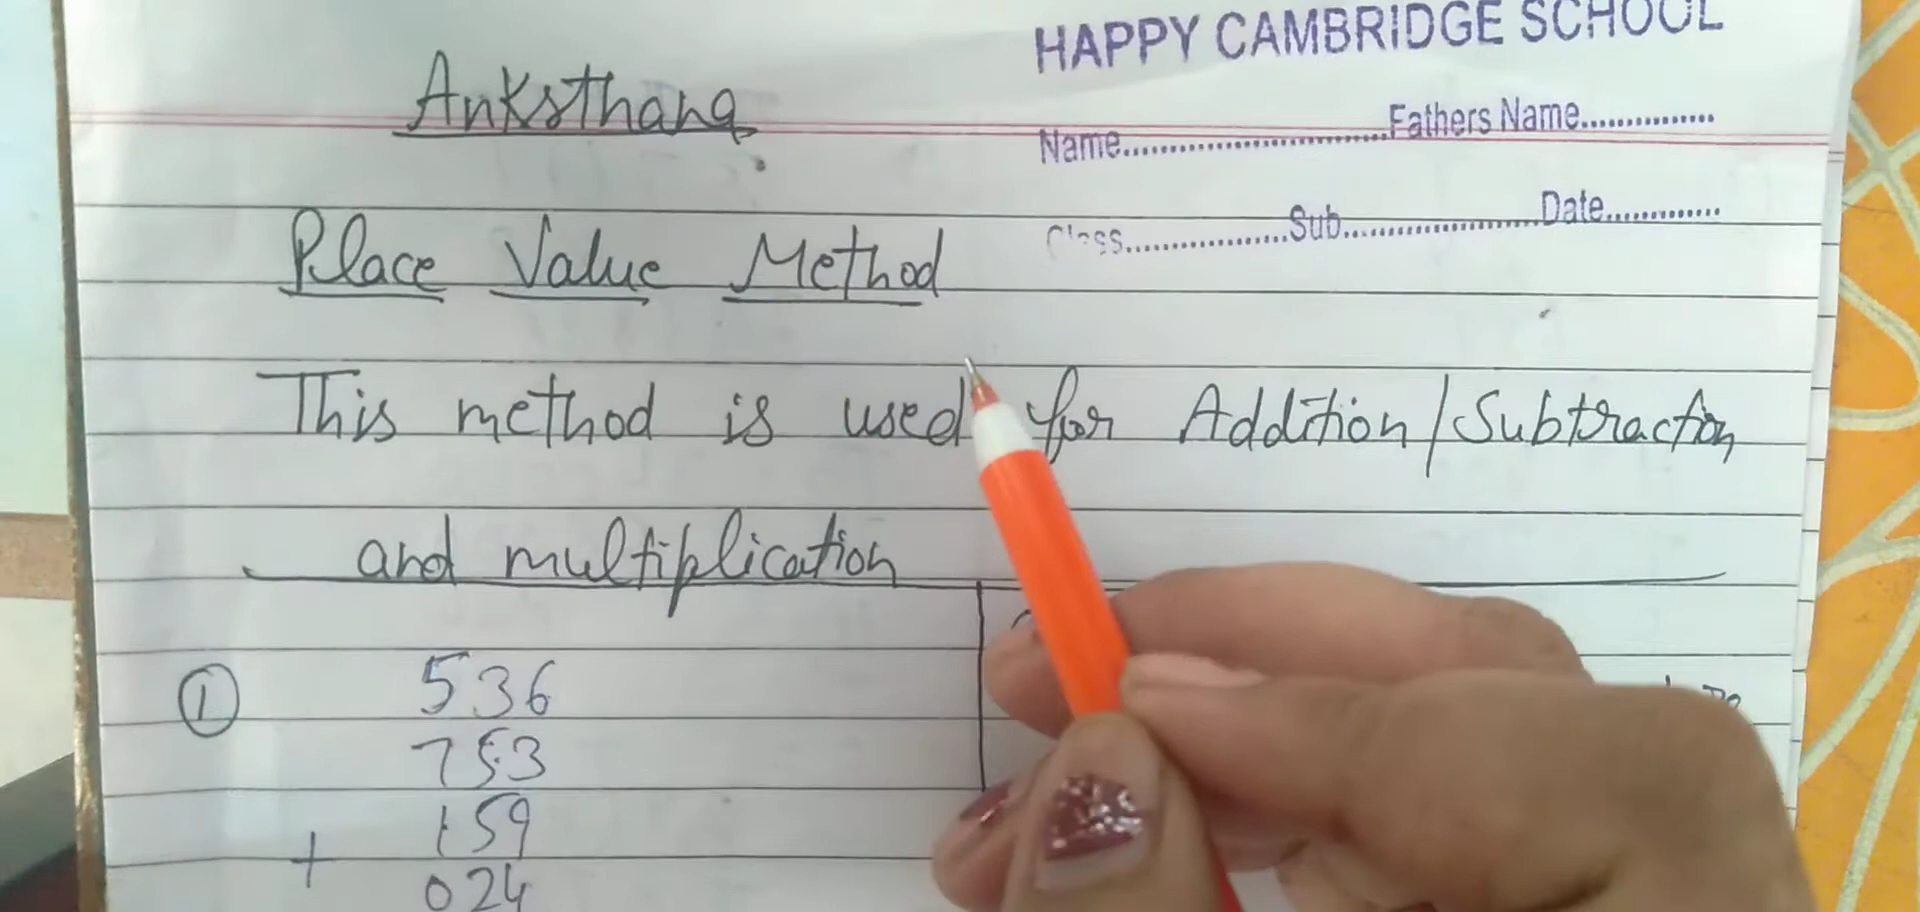 HAPPY CAMBRIDGE SCHOOL
Anksthana
Name..............................Fathers Name...............
Class..................Sub......................Date.............
Place Value Method
This method is used for Addition/Subtraction
and multiplication
1 536
753
159
+ 024